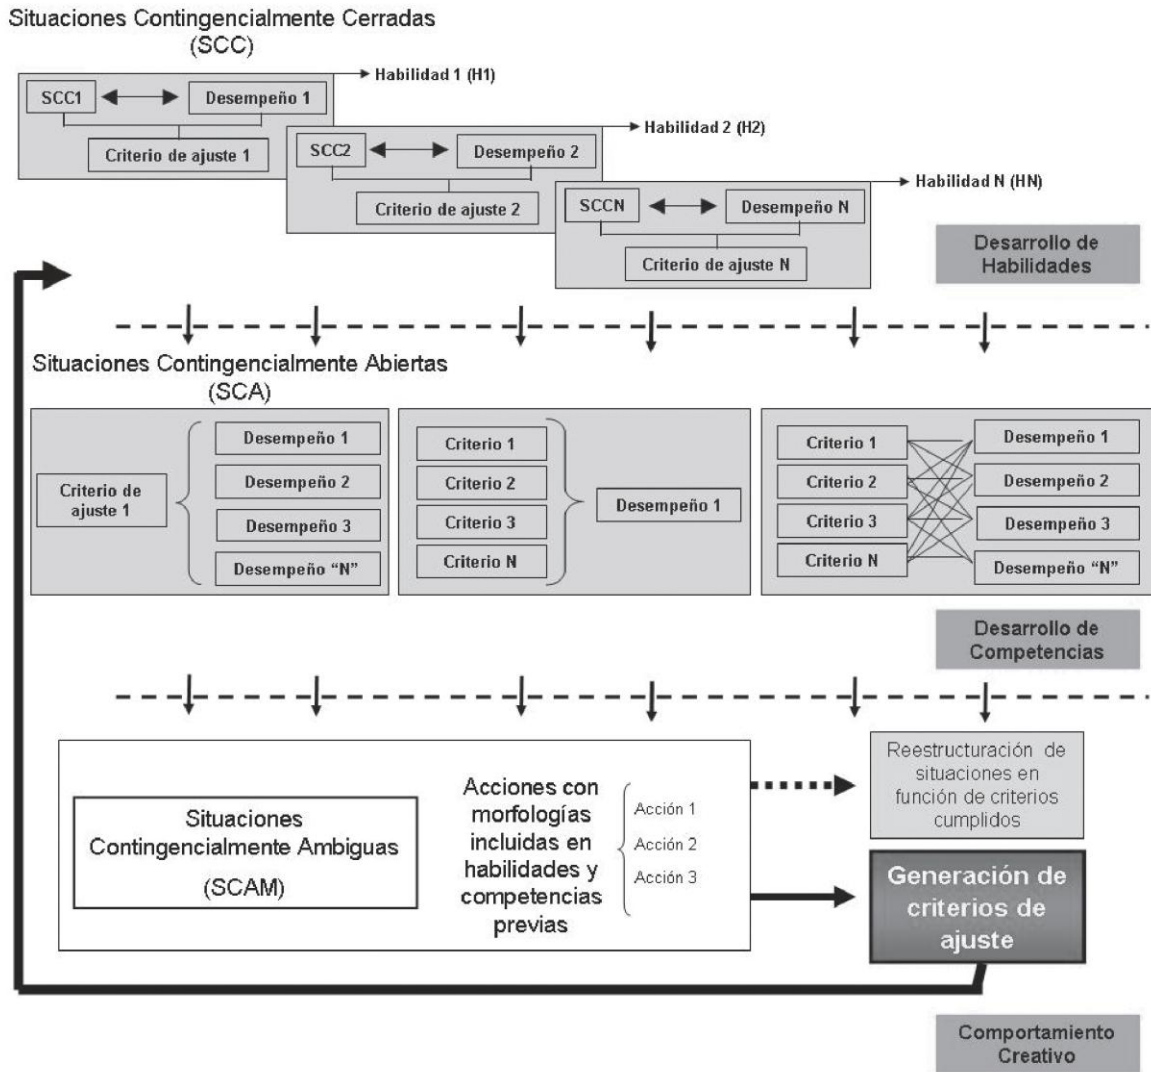 Situaciones Contingencialmente Cerradas
(SCC)
Habilidad 1 (H1)
SCC1
Desempeño 1
Criterio de ajuste 1
Habilidad 2 (H2)
SCC2
Desempeño 2
Criterio de ajuste 2
Habilidad N (HN)
SCCN
Desempeño N
Criterio de ajuste N
Desarrollo de
Habilidades
Situaciones Contingencialmente Abiertas
(SCA)
Criterio de
ajuste 1
Desempeño 1
Desempeño 2
Desempeño 3
Desempeño “N”
Criterio 1
Criterio 2
Criterio 3
Criterio N
Desempeño 1
Criterio 1
Criterio 2
Criterio 3
Criterio N
Desempeño 1
Desempeño 2
Desempeño 3
Desempeño “N”
Desarrollo de
Competencias
Situaciones
Contingencialmente Ambiguas
(SCAM)
Acciones con
morfologías
incluidas en
habilidades y
competencias
previas
Acción 1
Acción 2
Acción 3
Reestructuración de
situaciones en
función de criterios
cumplidos
Generación de
criterios de
ajuste
Comportamiento
Creativo